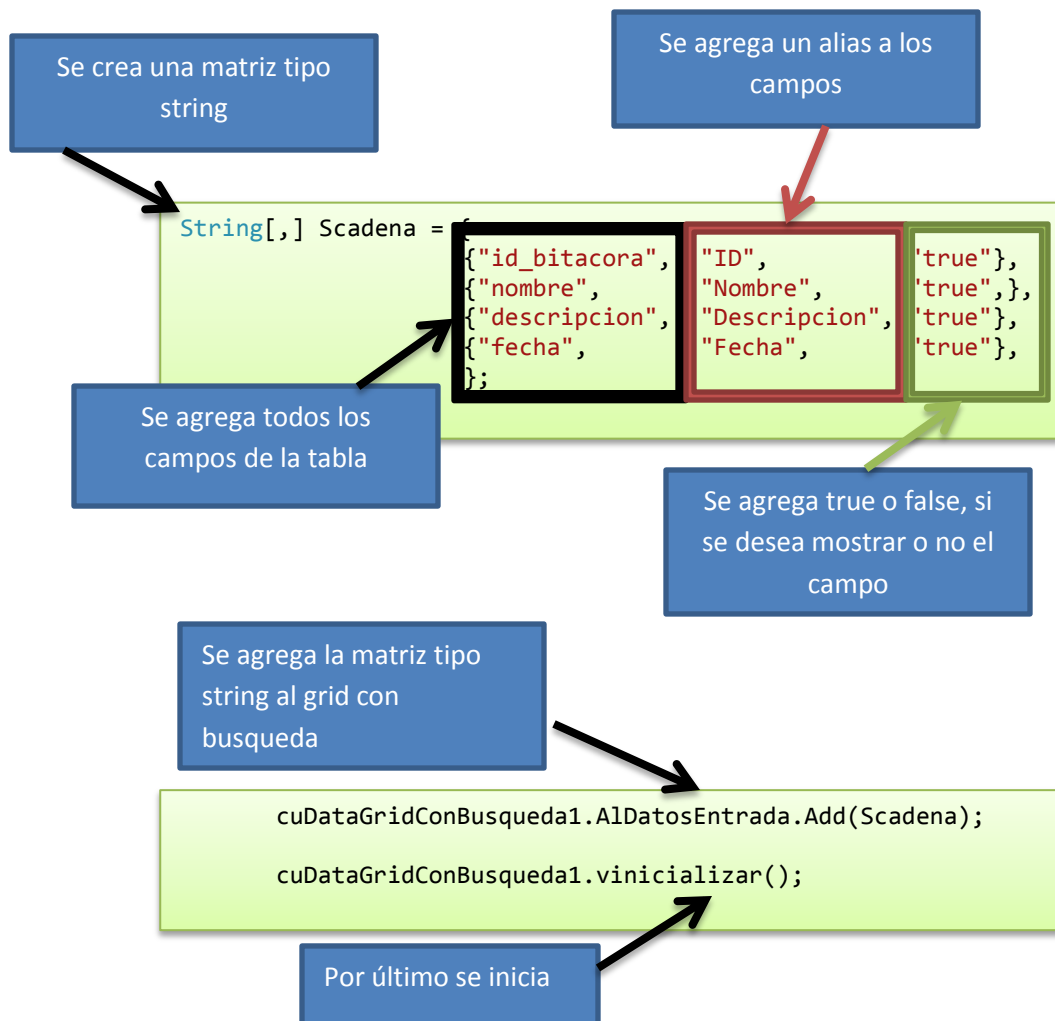 Se crea una matriz tipo
string
Se agrega un alias a los
campos
String[,] Scadena = {
{"id_bitacora", "ID", "true"},
{"nombre", "Nombre", "true",},
{"descripcion", "Descripcion", "true"},
{"fecha", "Fecha", "true"},
};
Se agrega todos los
campos de la tabla
Se agrega true o false, si
se desea mostrar o no el
campo
Se agrega la matriz tipo
string al grid con
busqueda
cuDataGridConBusqueda1.AlDatosEntrada.Add(Scadena);
cuDataGridConBusqueda1.vinicializar();
Por último se inicia